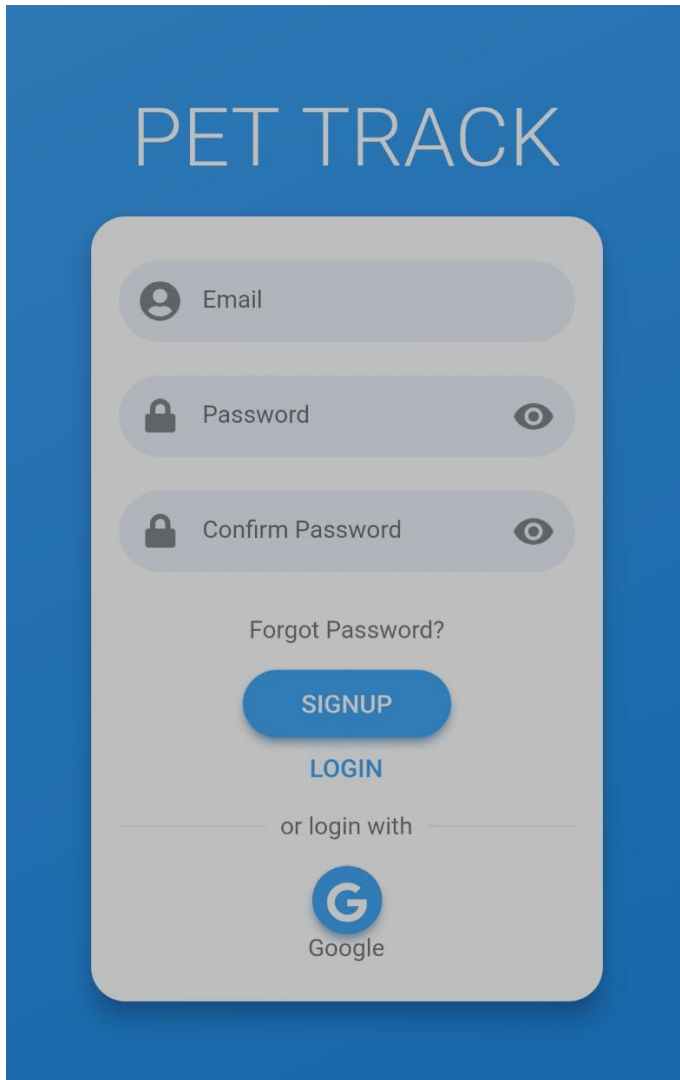 PET TRACK
Email
Password
Confirm Password
Forgot Password?
SIGNUP
LOGIN
or login with
G
Google